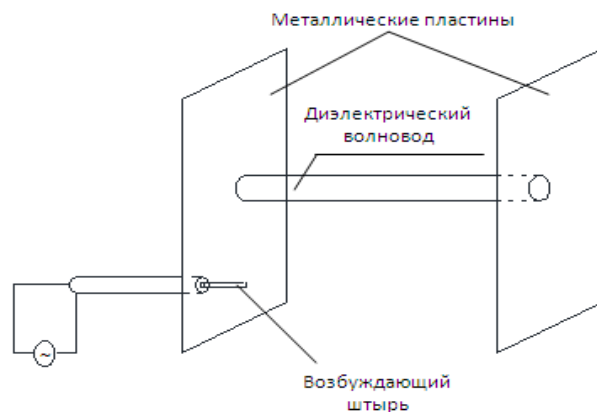 Металлические пластины
Диэлектрический
волновод
~
Возбуждающий
штырь